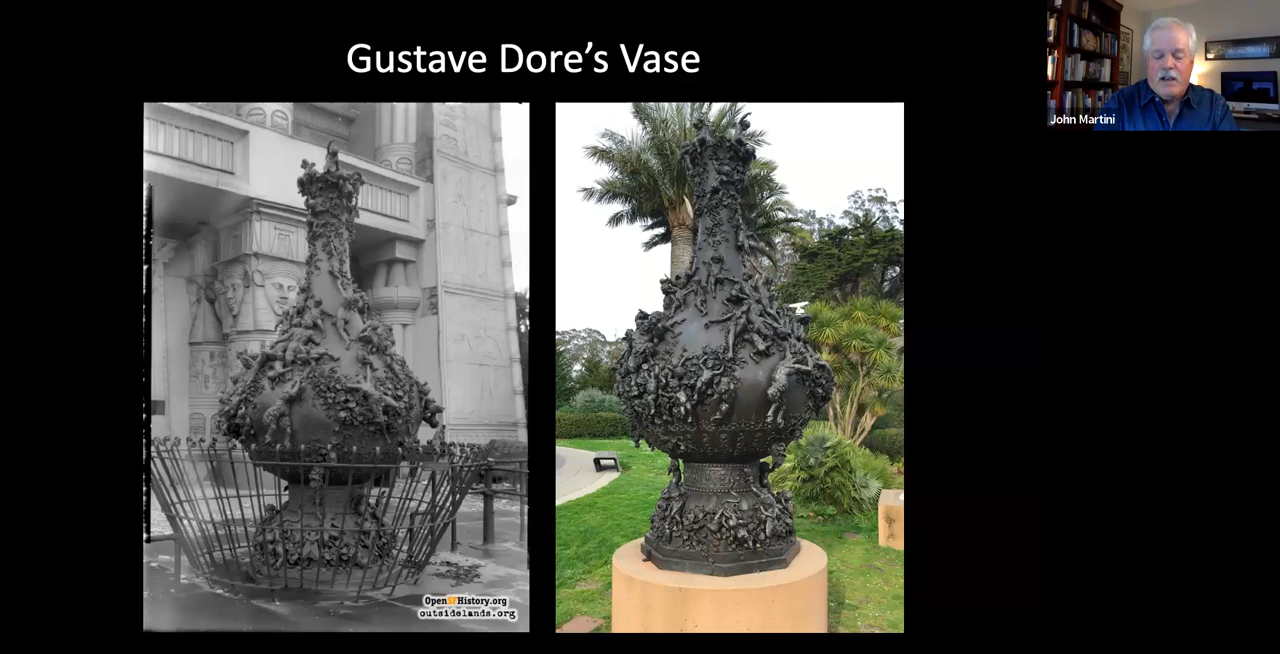 Gustave Dore's Vase
John Martini
OpenSFHistory.org
outsidelands.org